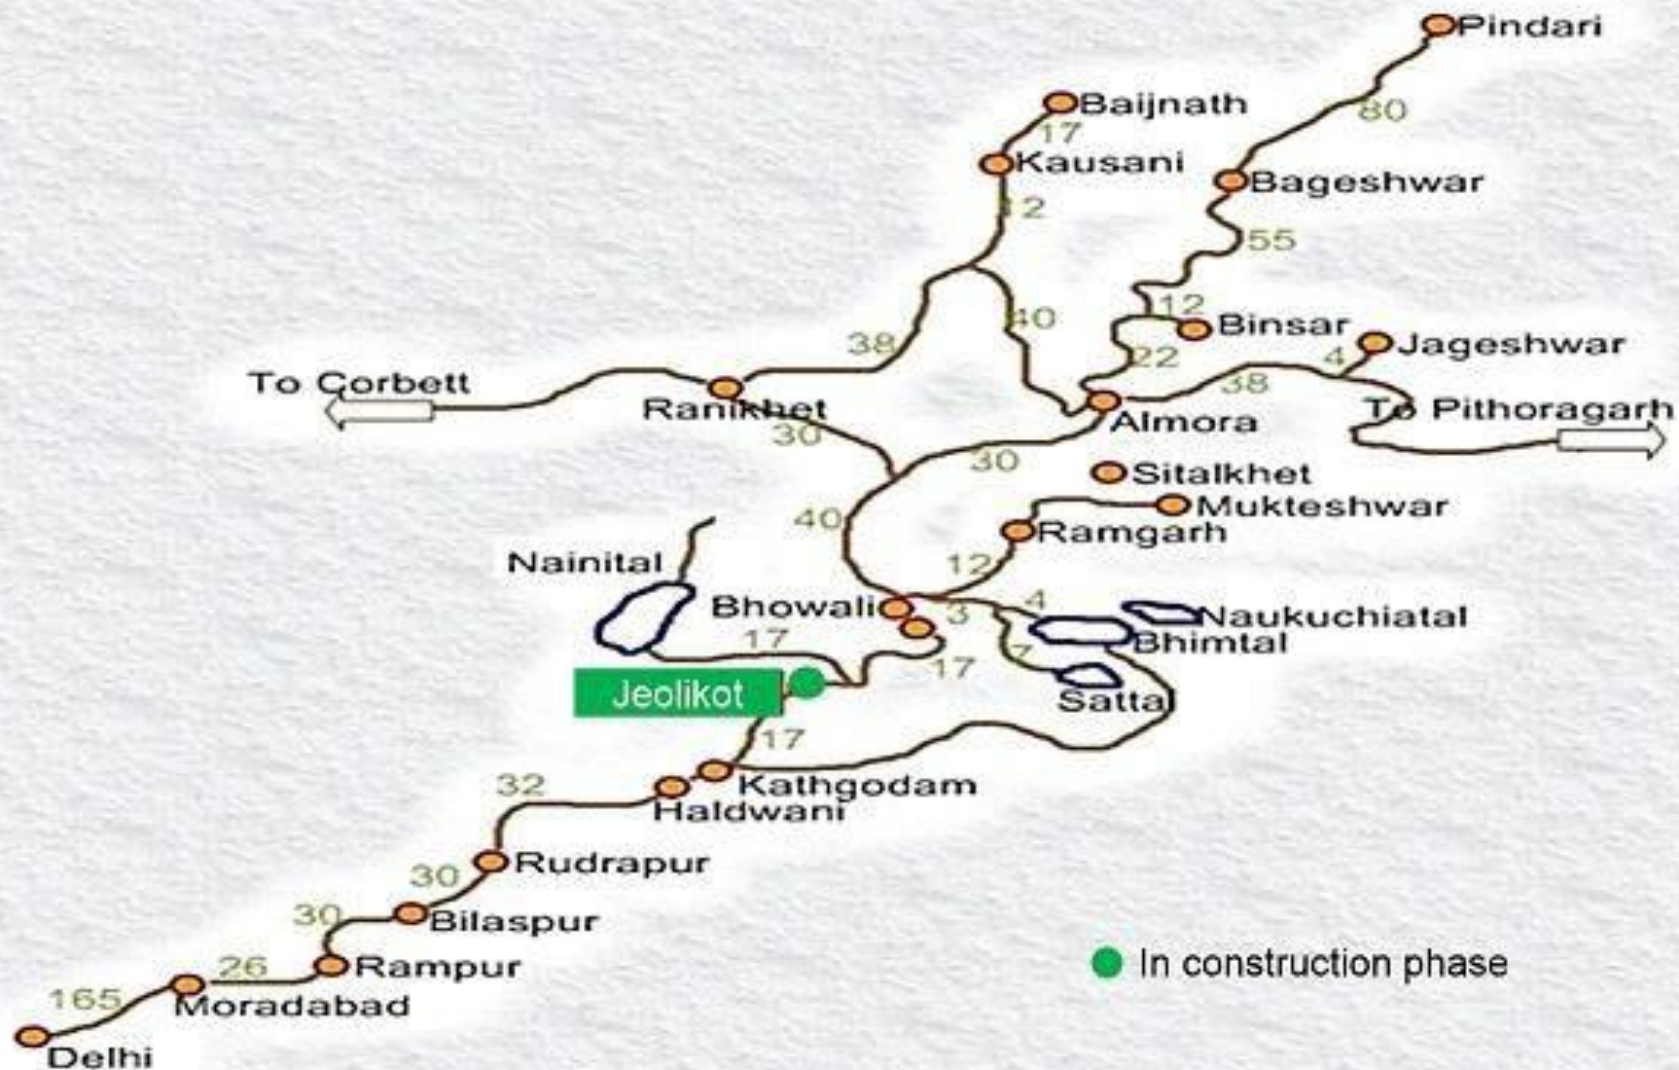 Pindari
80
Baijnath
17
Kausani
Bageshwar
12
55
12
Binsar
40
38
22
Jageshwar
4
38
To Corbett
Ranikhet
30
Almora
To Pithoragarh
30
Sitalkhet
Mukteshwar
40
Ramgarh
12
Nainital
Bhowali
3
4
Naukuchiatal
Bhimtal
17
17
7
Satta
Jeolikot
17
Kathgodam
Haldwani
32
Rudrapur
30
Bilaspur
30
Rampur
26
Moradabad
165
Delhi
In construction phase